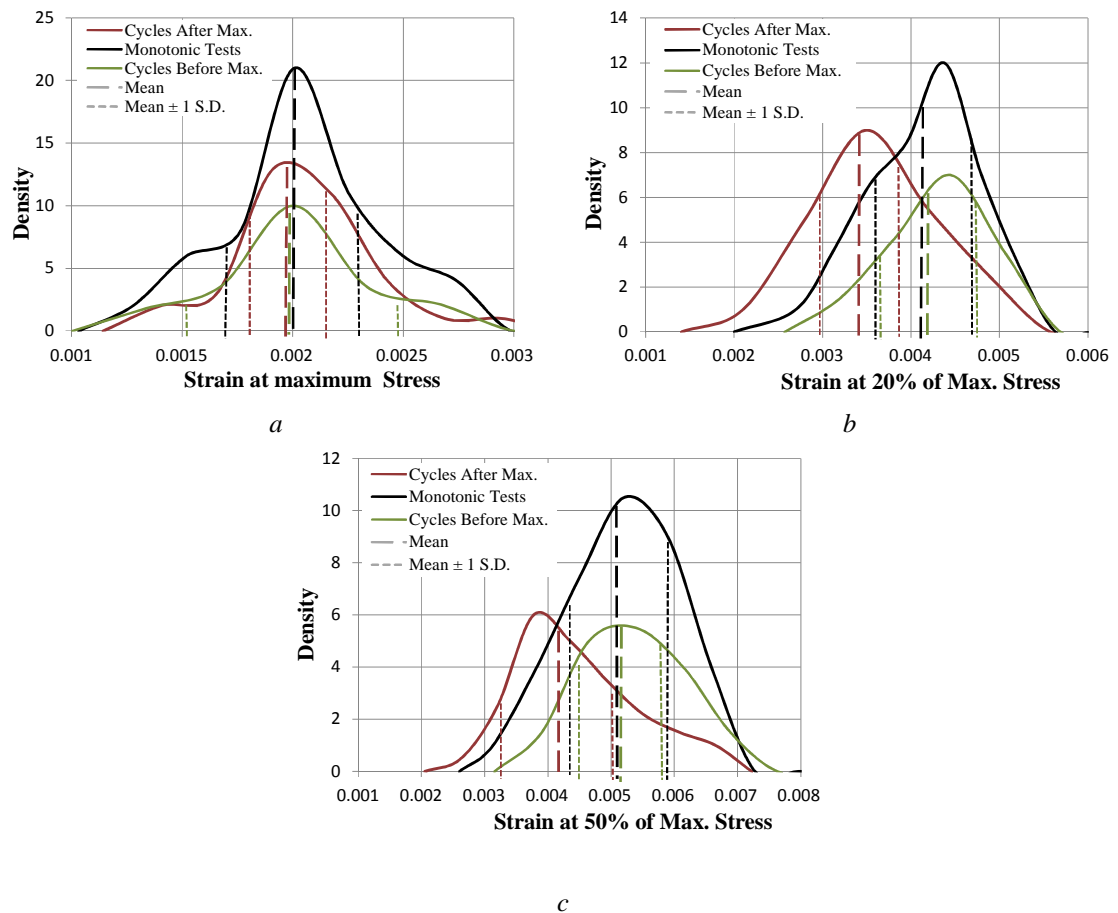 25
20
15
10
5
0
Density
Cycles After Max.
Monotonic Tests
Cycles Before Max.
Mean
Mean ± 1 S.D.
0.001
0.0015
0.002
0.0025
0.003
Strain at maximum Stress
a
14
12
10
8
6
4
2
0
Density
Cycles After Max.
Monotonic Tests
Cycles Before Max.
Mean
Mean ± 1 S.D.
0.001
0.002
0.003
0.004
0.005
0.006
Strain at 20% of Max. Stress
b
12
10
8
6
4
2
0
Density
Cycles After Max.
Monotonic Tests
Cycles Before Max.
Mean
Mean ± 1 S.D.
0.001
0.002
0.003
0.004
0.005
0.006
0.007
0.008
Strain at 50% of Max. Stress
c